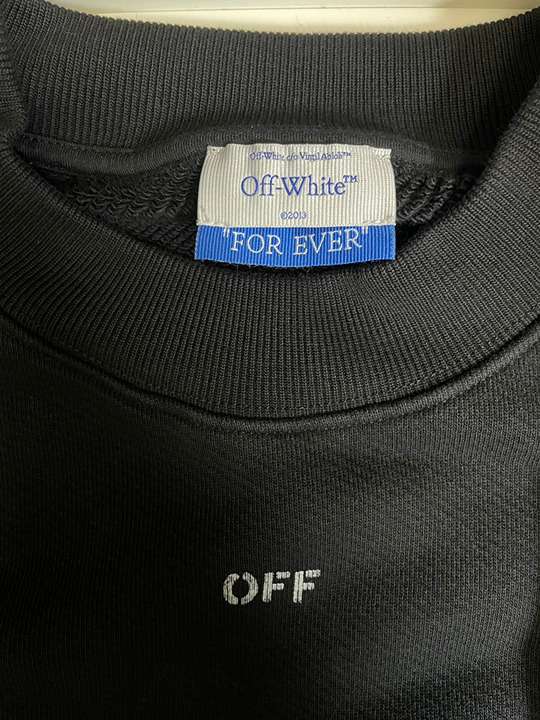 Off-White c/o Virgil Abloh™
Off-White™
©2013
"FOR EVER"
OFF